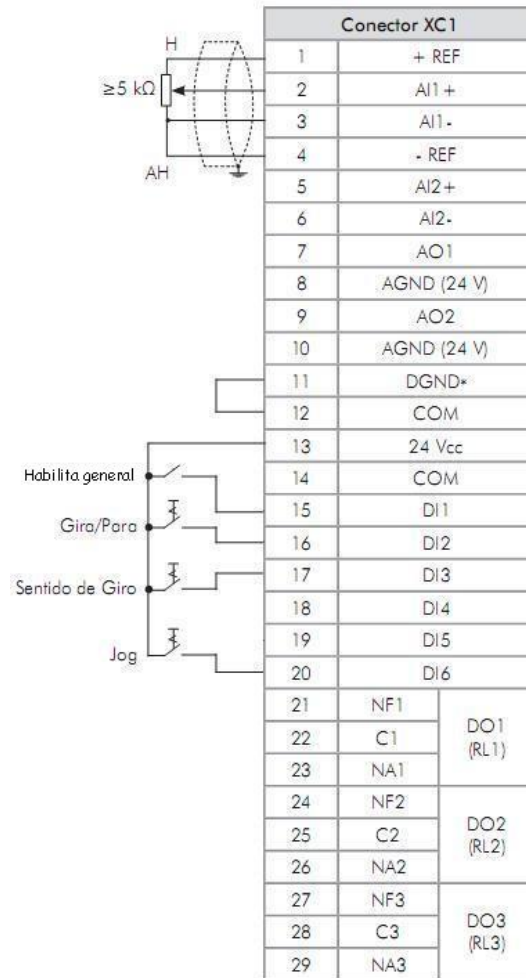 Conector XC1
H
≥5 kΩ
AH
1 + REF
2 AI1+
3 AI1-
4 - REF
5 AI2+
6 AI2-
7 AO1
8 AGND (24 V)
9 AO2
10 AGND (24 V)
11 DGND*
12 COM
13 24 Vcc
Habilita general
14 COM
15 DI1
Gira/Para
16 DI2
17 DI3
Sentido de Giro
18 DI4
19 DI5
Jog
20 DI6
21 NF1
22 C1
23 NA1
DO1
(RL1)
24 NF2
25 C2
26 NA2
DO2
(RL2)
27 NF3
28 C3
29 NA3
DO3
(RL3)